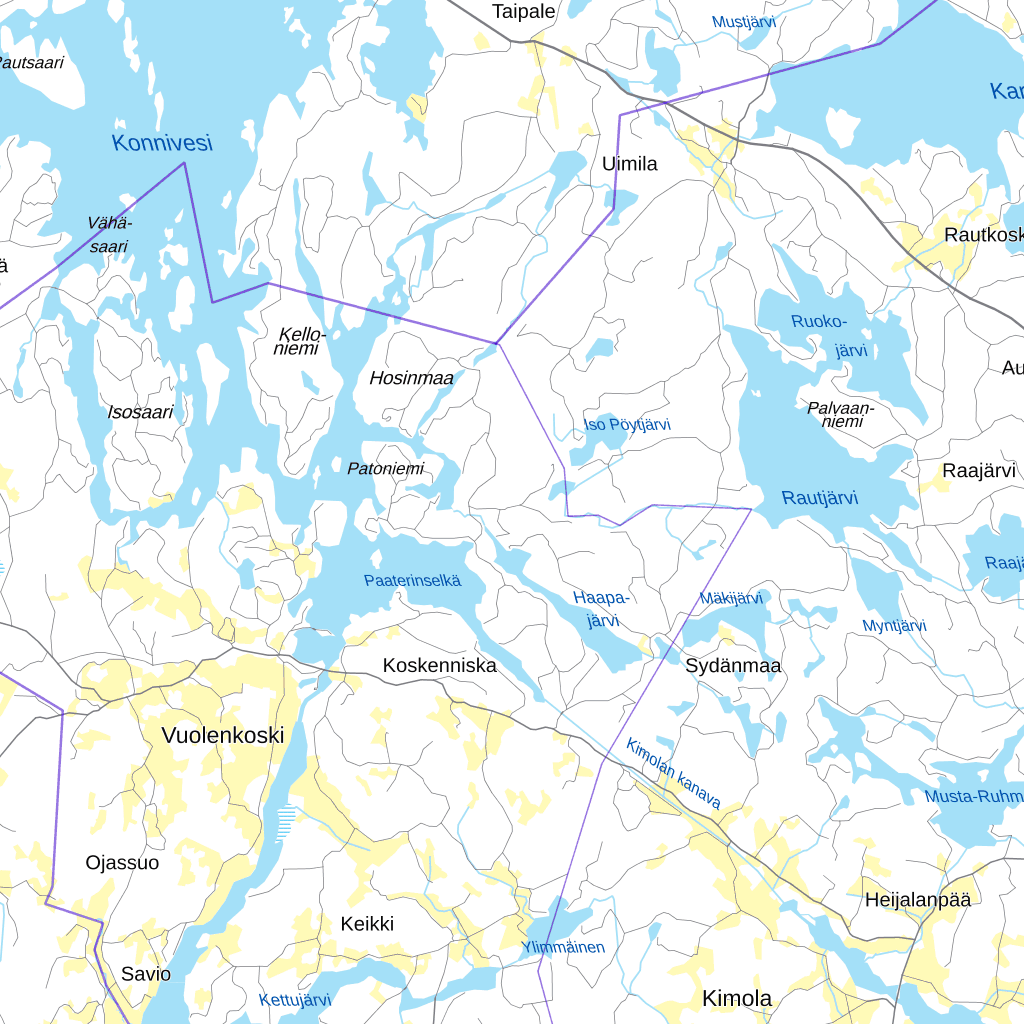 Taipale
Mustjärvi
Rautsaari
Konnivesi
Uimila
Vähä-
saari
Ruoko-
järvi
Kello-
niemi
Hosinmaa
Isosaari
Palvaan-
niemi
Iso Pöytjärvi
Patoniemi
Raajärvi
Rautjärvi
Paaterinselkä
Haapa-
järvi
Mäkijärvi
Myntjärvi
Koskenniska
Sydänmaa
Vuolenkoski
Kimolan kanava
Musta-Ruhm
Ojassuo
Heijalanpää
Keikki
Ylimmäinen
Savio
Kettujärvi
Kimola